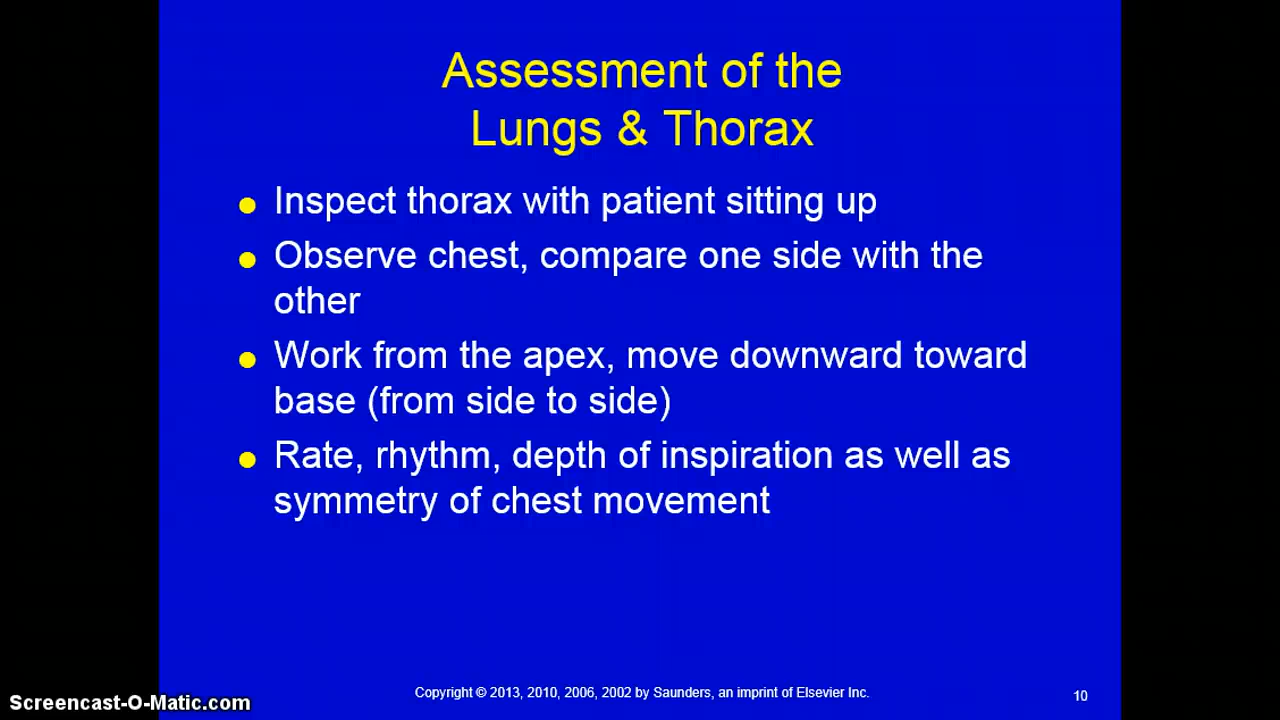 Assessment of the
Lungs & Thorax
Inspect thorax with patient sitting up
Observe chest, compare one side with the
other
Work from the apex, move downward toward
base (from side to side)
Rate, rhythm, depth of inspiration as well as
symmetry of chest movement
Copyright © 2013, 2010, 2006, 2002 by Saunders, an imprint of Elsevier Inc.
10
Screencast-O-Matic.com